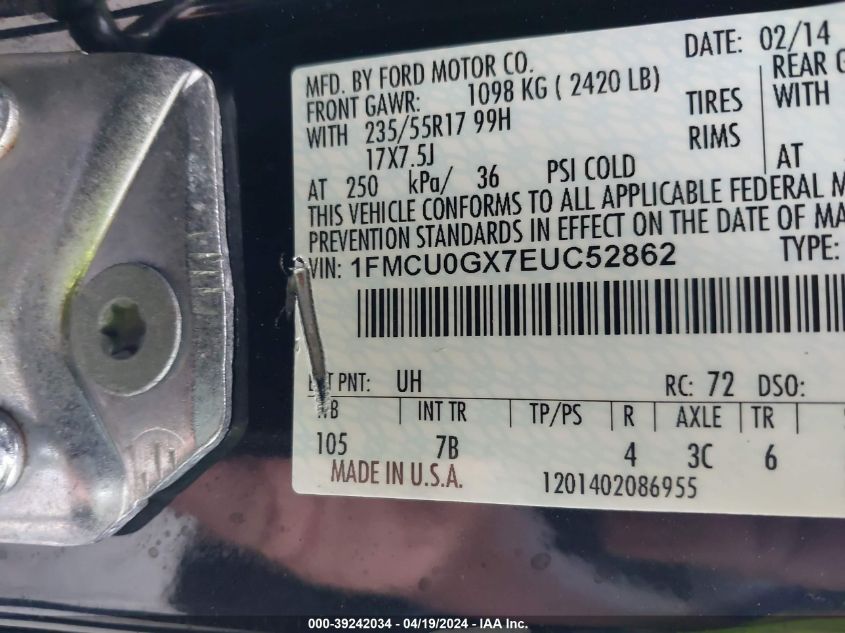 MFD. BY FORD MOTOR CO. DATE: 02/14
FRONT GAWR: 1098 KG ( 2420 LB) REAR
WITH 235/55R17 99H TIRES WITH
17X7.5J RIMS
AT 250 kPa/ 36 PSI COLD AT
THIS VEHICLE CONFORMS TO ALL APPLICABLE FEDERAL
PREVENTION STANDARDS IN EFFECT ON THE DATE OF
VIN: 1FMCU0GX7EUC52862 TYPE:
PNT: UH RC: 72 DSO:
INT TR TP/PS R AXLE TR
105 7B 4 3C 6
MADE IN U.S.A. 1201402086955
000-39242034 - 04/19/2024 - IAA Inc.